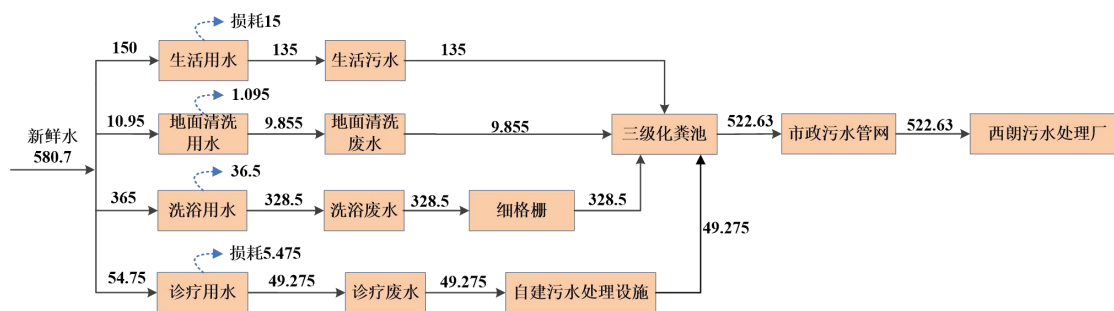 损耗15
150
生活用水
135
生活污水
135
1.095
10.95
地面清洗
用水
9.855
地面清洗
废水
9.855
三级化粪池
522.63
市政污水管网
522.63
西朗污水处理厂
新鲜水
580.7
36.5
365
洗浴用水
328.5
洗浴废水
328.5
细格栅
328.5
49.275
损耗5.475
54.75
诊疗用水
49.275
诊疗废水
49.275
自建污水处理设施